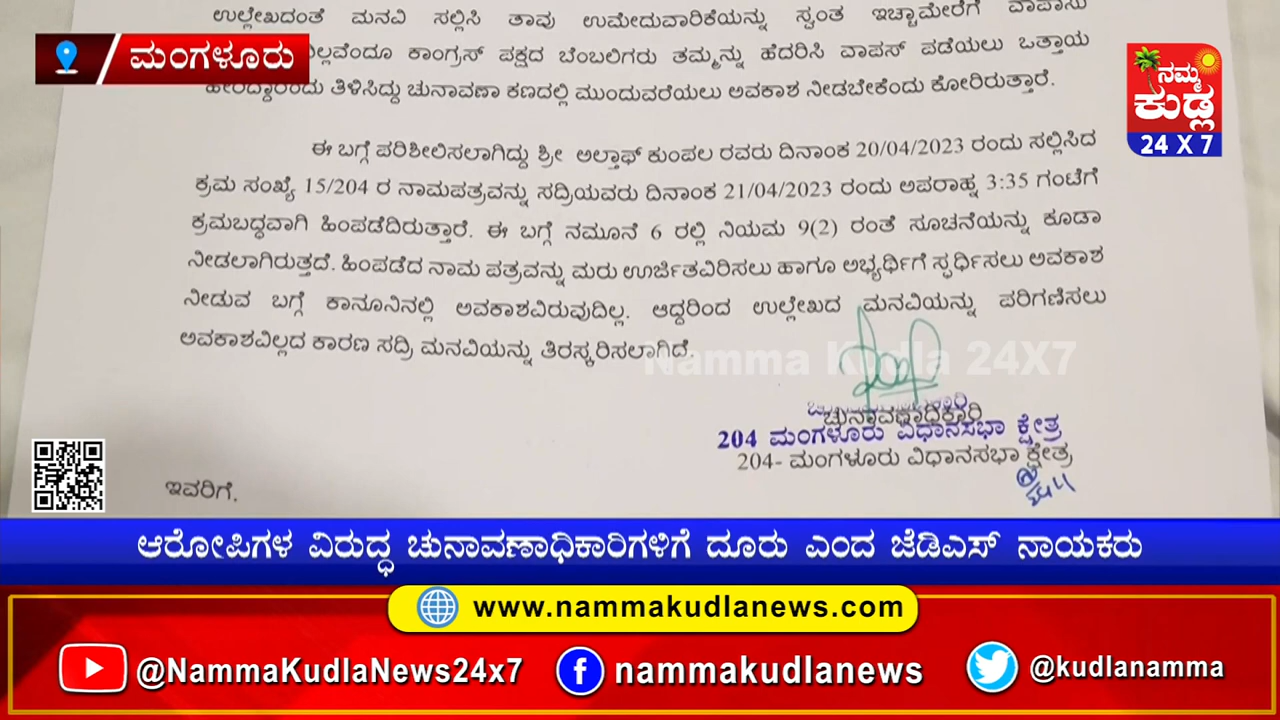 ಉಲ್ಲೇಖದಂತೆ ಮನವಿ ಸಲ್ಲಿಸಿ ತಾವು ಉಮೇದುವಾರಿಕೆಯನ್ನು ಸ್ವಂತ ಇಚ್ಛಾಮೇರೆಗೆ ವಾಪಾಸು
ಕಾಂಗ್ರಸ್ ಪಕ್ಷದ ಬೆಂಬಲಿಗರು ತಮ್ಮನ್ನು ಹೆದರಿಸಿ ವಾಪಸ್ ಪಡೆಯಲು ಒತ್ತಾಯ
ತಿಳಿಸಿದ್ದು ಚುನಾವಣಾ ಕಣದಲ್ಲಿ ಮುಂದುವರೆಯಲು ಅವಕಾಶ ನೀಡಬೇಕೆಂದು ಕೋರಿರುತ್ತಾರೆ.
ಮಂಗಳೂರು
ನಮ್ಮ
ಕುಡ್ಲ
24 X 7
ಈ ಬಗ್ಗೆ ಪರಿಶೀಲಿಸಲಾಗಿದ್ದು ಶ್ರೀ ಅಲ್ತಾಫ್ ಕುಂಪಲ ರವರು ದಿನಾಂಕ 20/04/2023 ರಂದು ಸಲ್ಲಿಸಿದ
ಕ್ರಮ ಸಂಖ್ಯೆ 15/204 ರ ನಾಮಪತ್ರವನ್ನು ಸದ್ರಿಯವರು ದಿನಾಂಕ 21/04/2023 ರಂದು ಅಪರಾಹ್ನ 3:35 ಗಂಟೆಗೆ
ಕ್ರಮಬದ್ಧವಾಗಿ ಹಿಂಪಡೆದಿರುತ್ತಾರೆ. ಈ ಬಗ್ಗೆ ನಮೂನೆ 6 ರಲ್ಲಿ ನಿಯಮ 9(2) ರಂತೆ ಸೂಚನೆಯನ್ನು ಕೂಡಾ
ನೀಡಲಾಗಿರುತ್ತದೆ. ಹಿಂಪಡೆದ ನಾಮ ಪತ್ರವನ್ನು ಮರು ಊರ್ಜಿತವಿರಿಸಲು ಹಾಗೂ ಅಭ್ಯರ್ಥಿಗೆ ಸ್ಪರ್ಧಿಸಲು ಅವಕಾಶ
ನೀಡುವ ಬಗ್ಗೆ ಕಾನೂನಿನಲ್ಲಿ ಅವಕಾಶವಿರುವುದಿಲ್ಲ. ಆದ್ದರಿಂದ ಉಲ್ಲೇಖದ ಮನವಿಯನ್ನು ಪರಿಗಣಿಸಲು
ಅವಕಾಶವಿಲ್ಲದ ಕಾರಣ ಸದ್ರಿ ಮನವಿಯನ್ನು ತಿರಸ್ಕರಿಸಲಾಗಿದೆ.
Namma Kudla 24X7
ಚುನಾವಣಾಧಿಕಾರಿ
204 ಮಂಗಳೂರು ವಿಧಾನಸಭಾ ಕ್ಷೇತ್ರ
204- ಮಂಗಳೂರು ವಿಧಾನಸಭಾ ಕ್ಷೇತ್ರ
ಇವರಿಗೆ.
ಆರೋಪಿಗಳ ವಿರುದ್ಧ ಚುನಾವಣಾಧಿಕಾರಿಗಳಿಗೆ ದೂರು ಎಂದ ಜೆಡಿಎಸ್ ನಾಯಕರು
www.nammakudlanews.com
@NammaKudlaNews24x7
nammakudlanews
@kudlanamma